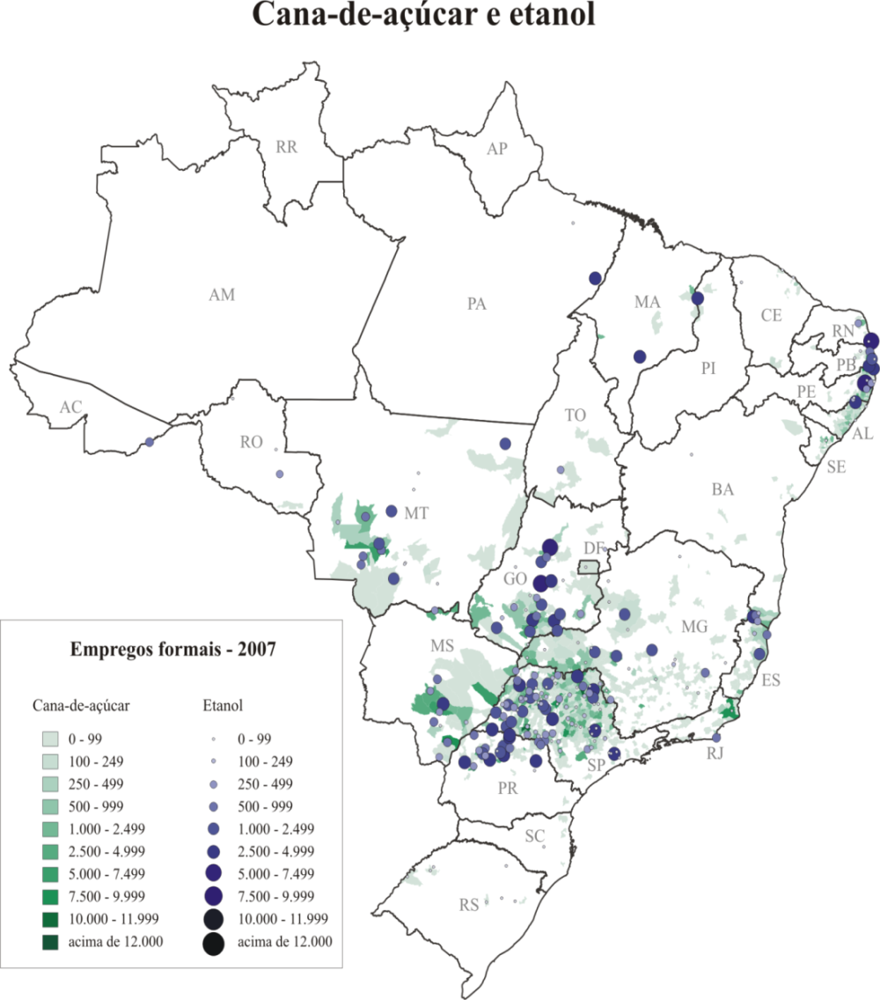 Cana-de-açúcar e etanol
RR
AP
AM
PA
MA
CE
RN
PB
PI
PE
AC
TO
AL
RO
SE
BA
MT
DF
GO
MG
MS
ES
Empregos formais - 2007
Cana-de-açúcar Etanol
0 - 99 0 - 99
100 - 249 100 - 249
250 - 499 250 - 499
500 - 999 500 - 999
1.000 - 2.499 1.000 - 2.499
2.500 - 4.999 2.500 - 4.999
5.000 - 7.499 5.000 - 7.499
7.500 - 9.999 7.500 - 9.999
10.000 - 11.999 10.000 - 11.999
acima de 12.000 acima de 12.000
RJ
SP
PR
SC
RS